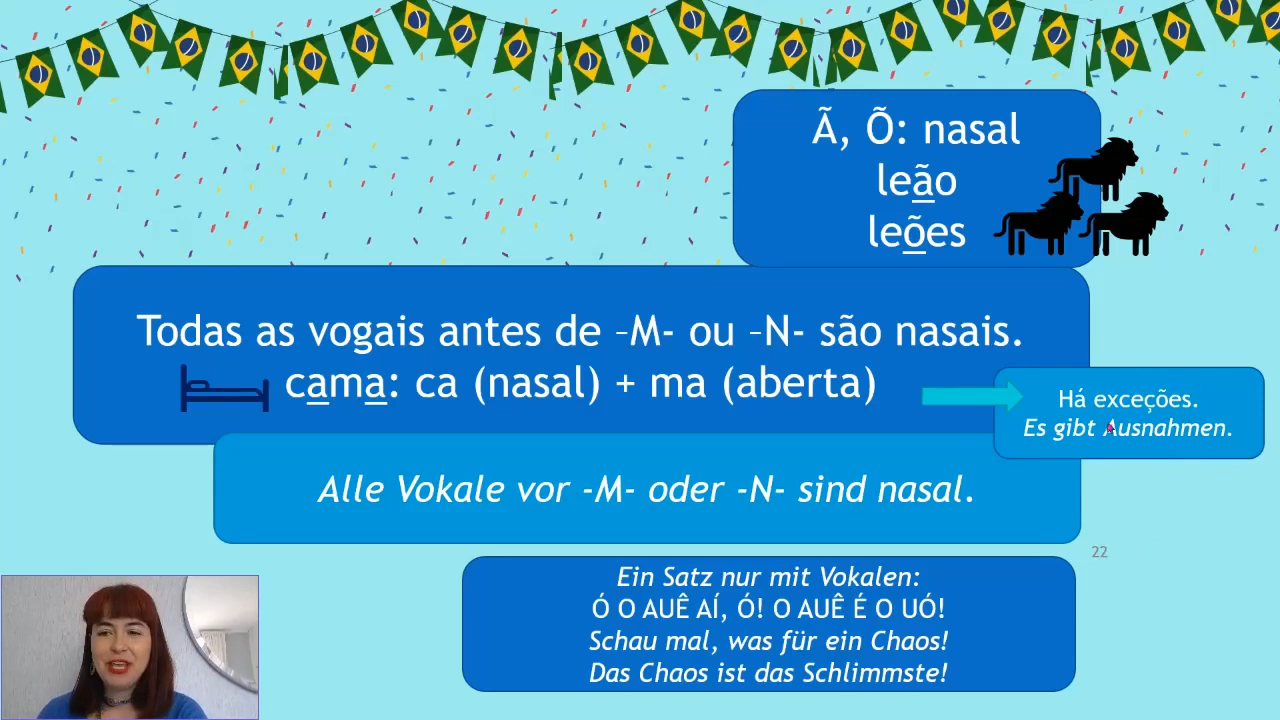 Ã, Õ: nasal
leão
leões
Todas as vogais antes de –M- ou –N- são nasais.
cama: ca (nasal) + ma (aberta)
Há exceções.
Es gibt Ausnahmen.
Alle Vokale vor -M- oder -N- sind nasal.
22
Ein Satz nur mit Vokalen:
Ó O AUÊ AÍ, Ó! O AUÊ É O UÓ!
Schau mal, was für ein Chaos!
Das Chaos ist das Schlimmste!